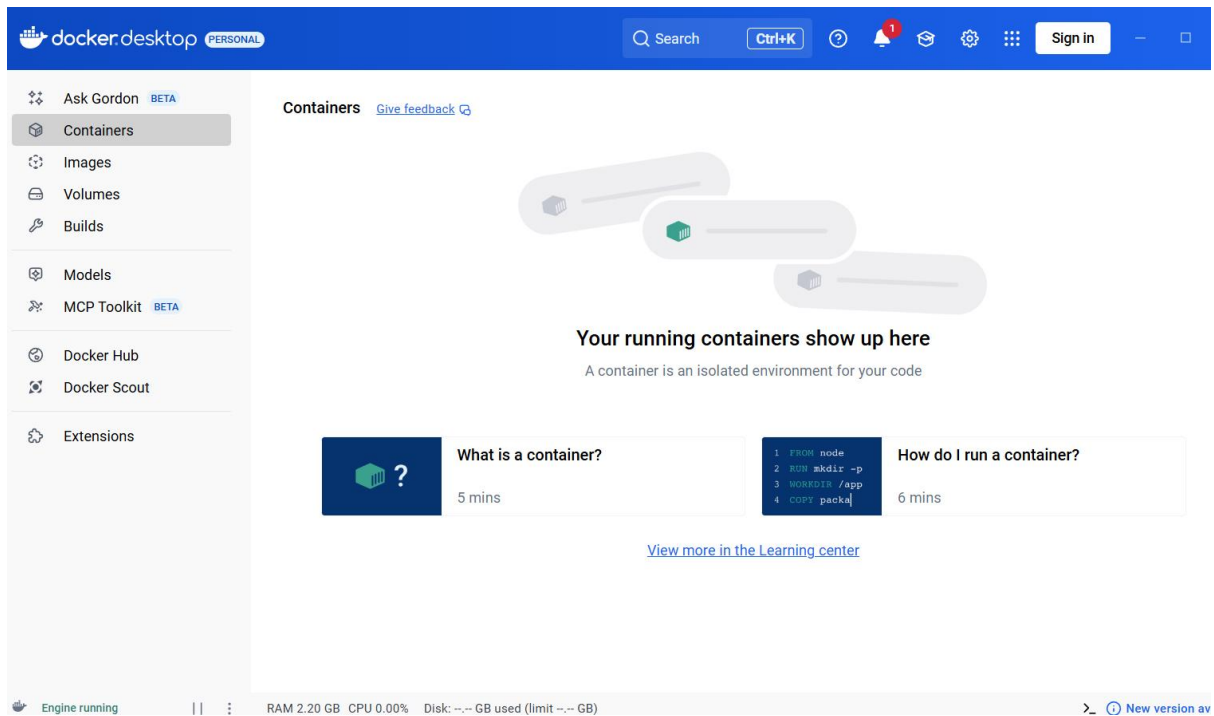 docker.desktop PERSONAL
Search Ctrl+K 1 Sign in
Ask Gordon BETA
Containers
Images
Volumes
Builds
Models
MCP Toolkit BETA
Docker Hub
Docker Scout
Extensions
Containers Give feedback
Your running containers show up here
A container is an isolated environment for your code
?
What is a container?
5 mins
1 FROM node
2 RUN mkdir -p
3 WORKDIR /app
4 COPY packa
How do I run a container?
6 mins
View more in the Learning center
Engine running
RAM 2.20 GB CPU 0.00% Disk: --.-- GB used (limit --.-- GB)
New version av